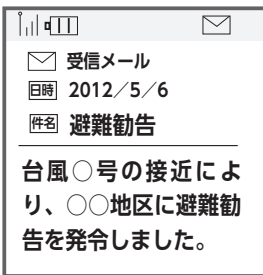 受信メール
日時 2012/5/6
件名 避難勧告
台風○号の接近によ
り、○○地区に避難勧
告を発令しました。